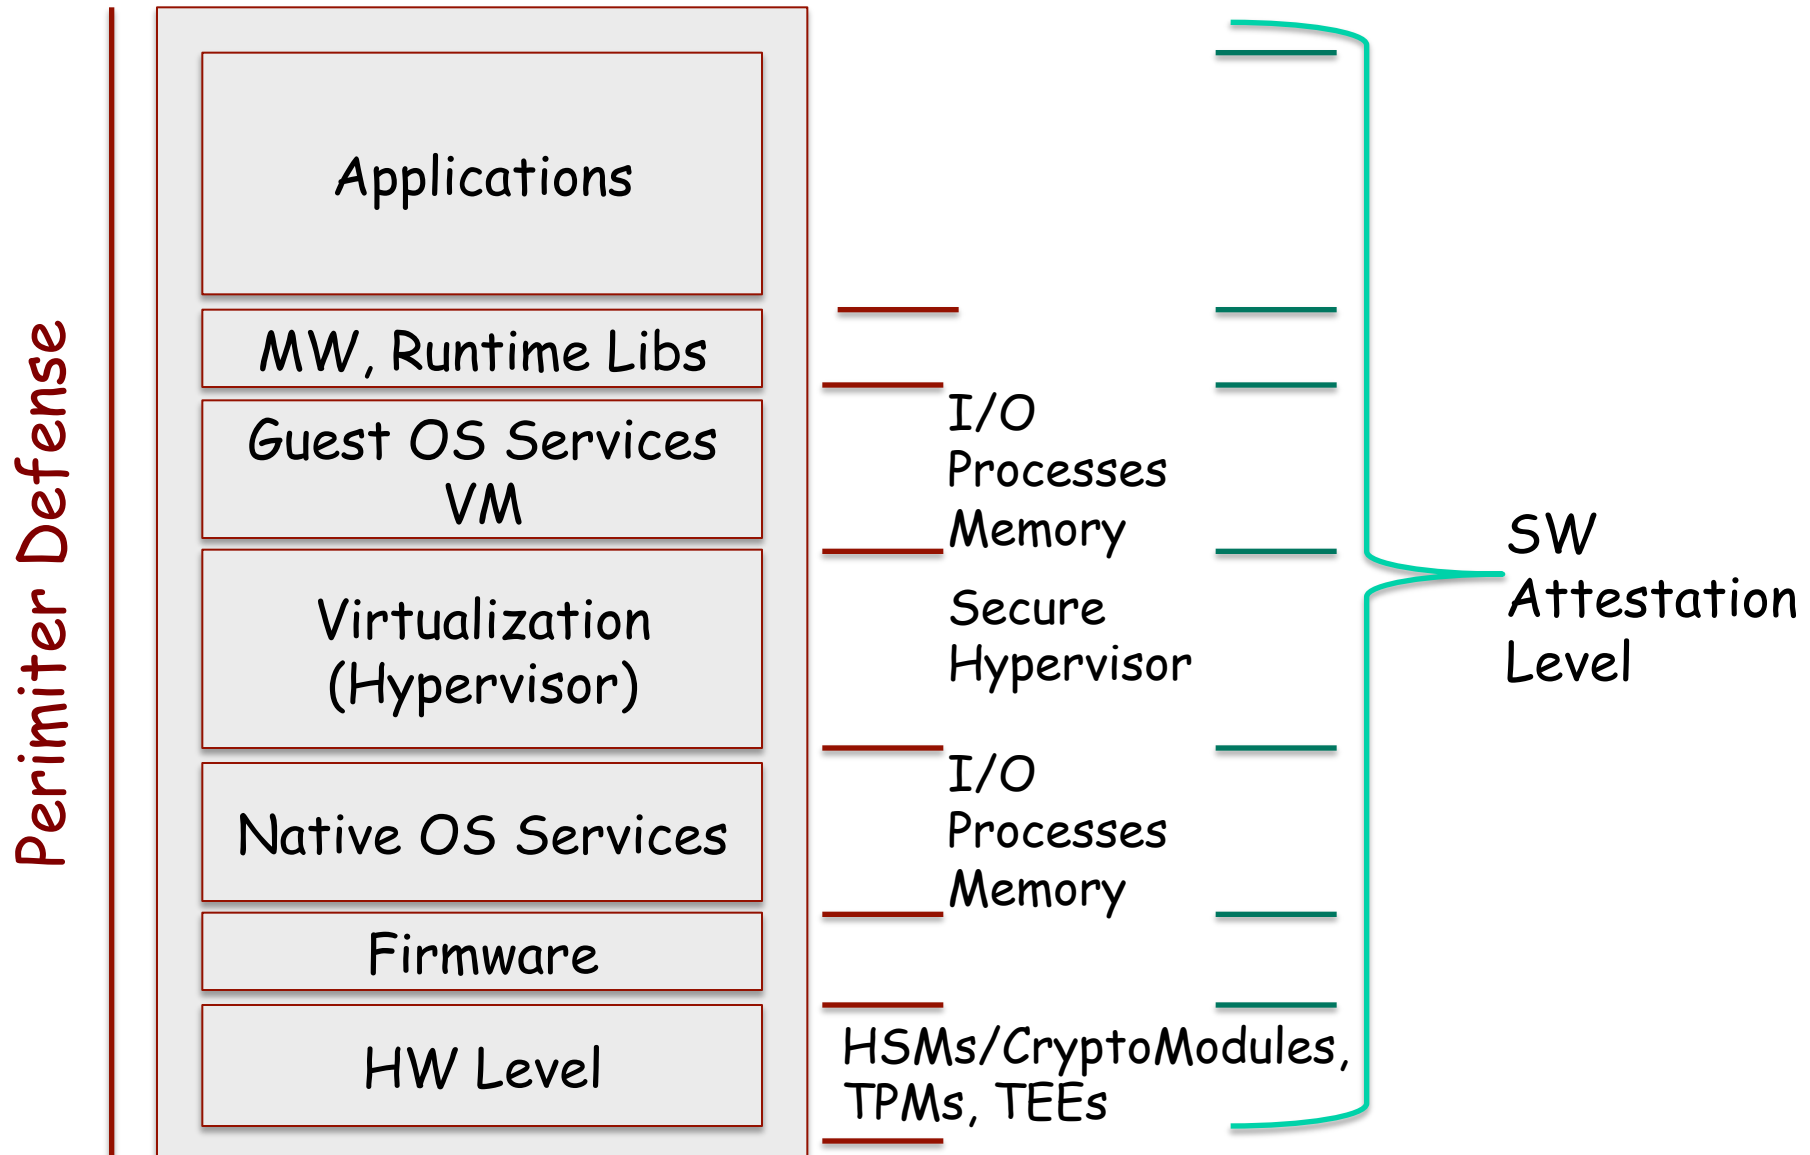 Perimiter Defense
Applications
MW, Runtime Libs
Guest OS Services
VM
Virtualization
(Hypervisor)
Native OS Services
Firmware
HW Level
I/O
Processes
Memory
Secure
Hypervisor
I/O
Processes
Memory
HSMs/CryptoModules,
TPMs, TEEs
SW
Attestation
Level